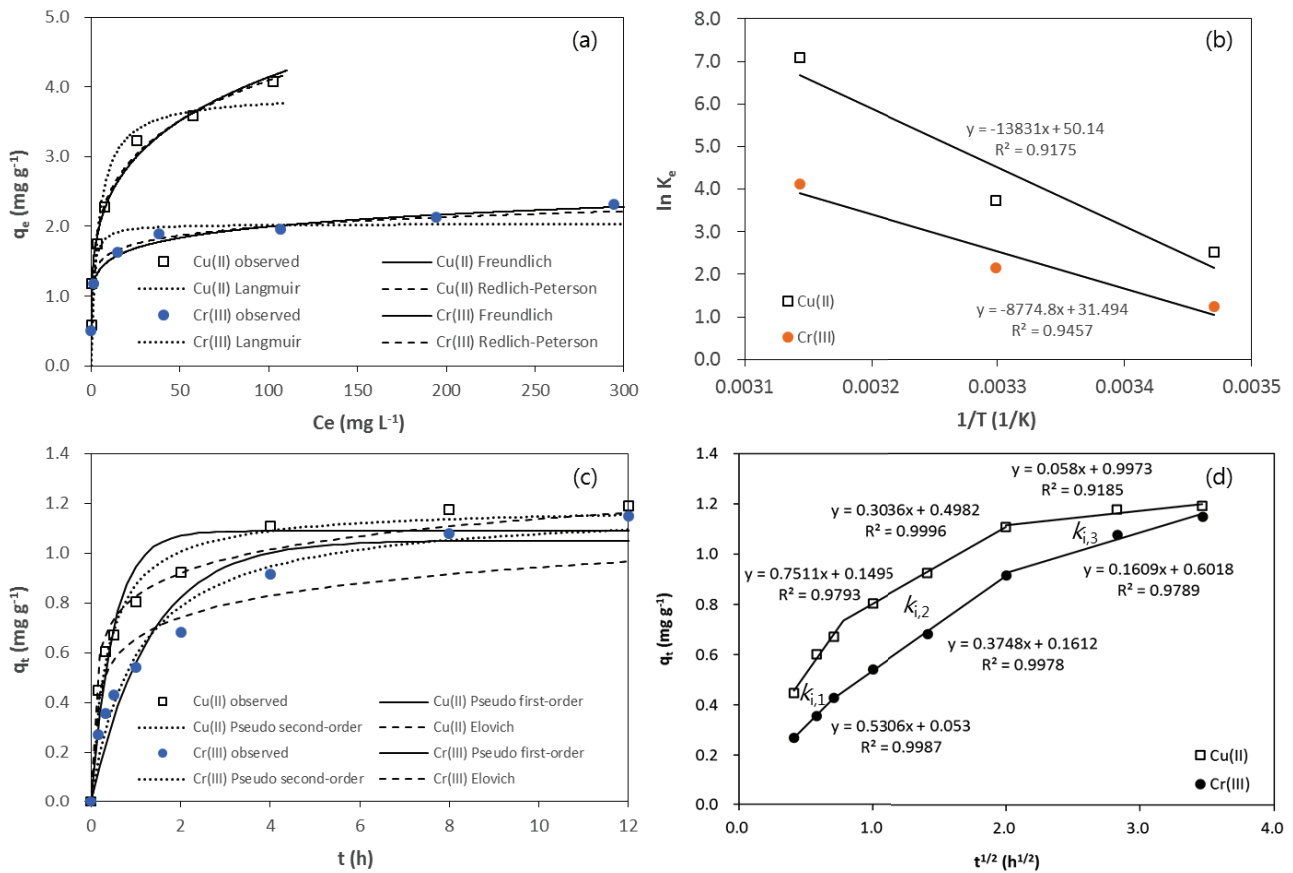 (a)
5.0
4.0
3.0
2.0
1.0
0.0
qe (mg g-1)
Cu(II) observed
Cu(II) Freundlich
Cu(II) Langmuir
Cu(II) Redlich-Peterson
Cr(III) observed
Cr(III) Freundlich
Cr(III) Langmuir
Cr(III) Redlich-Peterson
0 50 100 150 200 250 300
Ce (mg L-1)
(b)
8.0
7.0
6.0
5.0
4.0
3.0
2.0
1.0
0.0
ln Ke
y = -13831x + 50.14
R² = 0.9175
Cu(II)
Cr(III)
y = -8774.8x + 31.494
R² = 0.9457
0.0031 0.0032 0.0033 0.0034 0.0035
1/T (1/K)
(c)
1.4
1.2
1.0
0.8
0.6
0.4
0.2
0.0
qt (mg g-1)
Cu(II) observed
Cu(II) Pseudo first-order
Cu(II) Pseudo second-order
Cu(II) Elovich
Cr(III) observed
Cr(III) Pseudo first-order
Cr(III) Pseudo second-order
Cr(III) Elovich
0 2 4 6 8 10 12
t (h)
(d)
1.4
1.2
1.0
0.8
0.6
0.4
0.2
0.0
qt (mg g-1)
y = 0.058x + 0.9973
R² = 0.9185
y = 0.3036x + 0.4982
R² = 0.9996
ki,3
y = 0.7511x + 0.1495
R² = 0.9793
y = 0.1609x + 0.6018
R² = 0.9789
ki,2
y = 0.3748x + 0.1612
R² = 0.9978
ki,1
y = 0.5306x + 0.053
R² = 0.9987
Cu(II)
Cr(III)
0.0 1.0 2.0 3.0 4.0
t1/2 (h1/2)